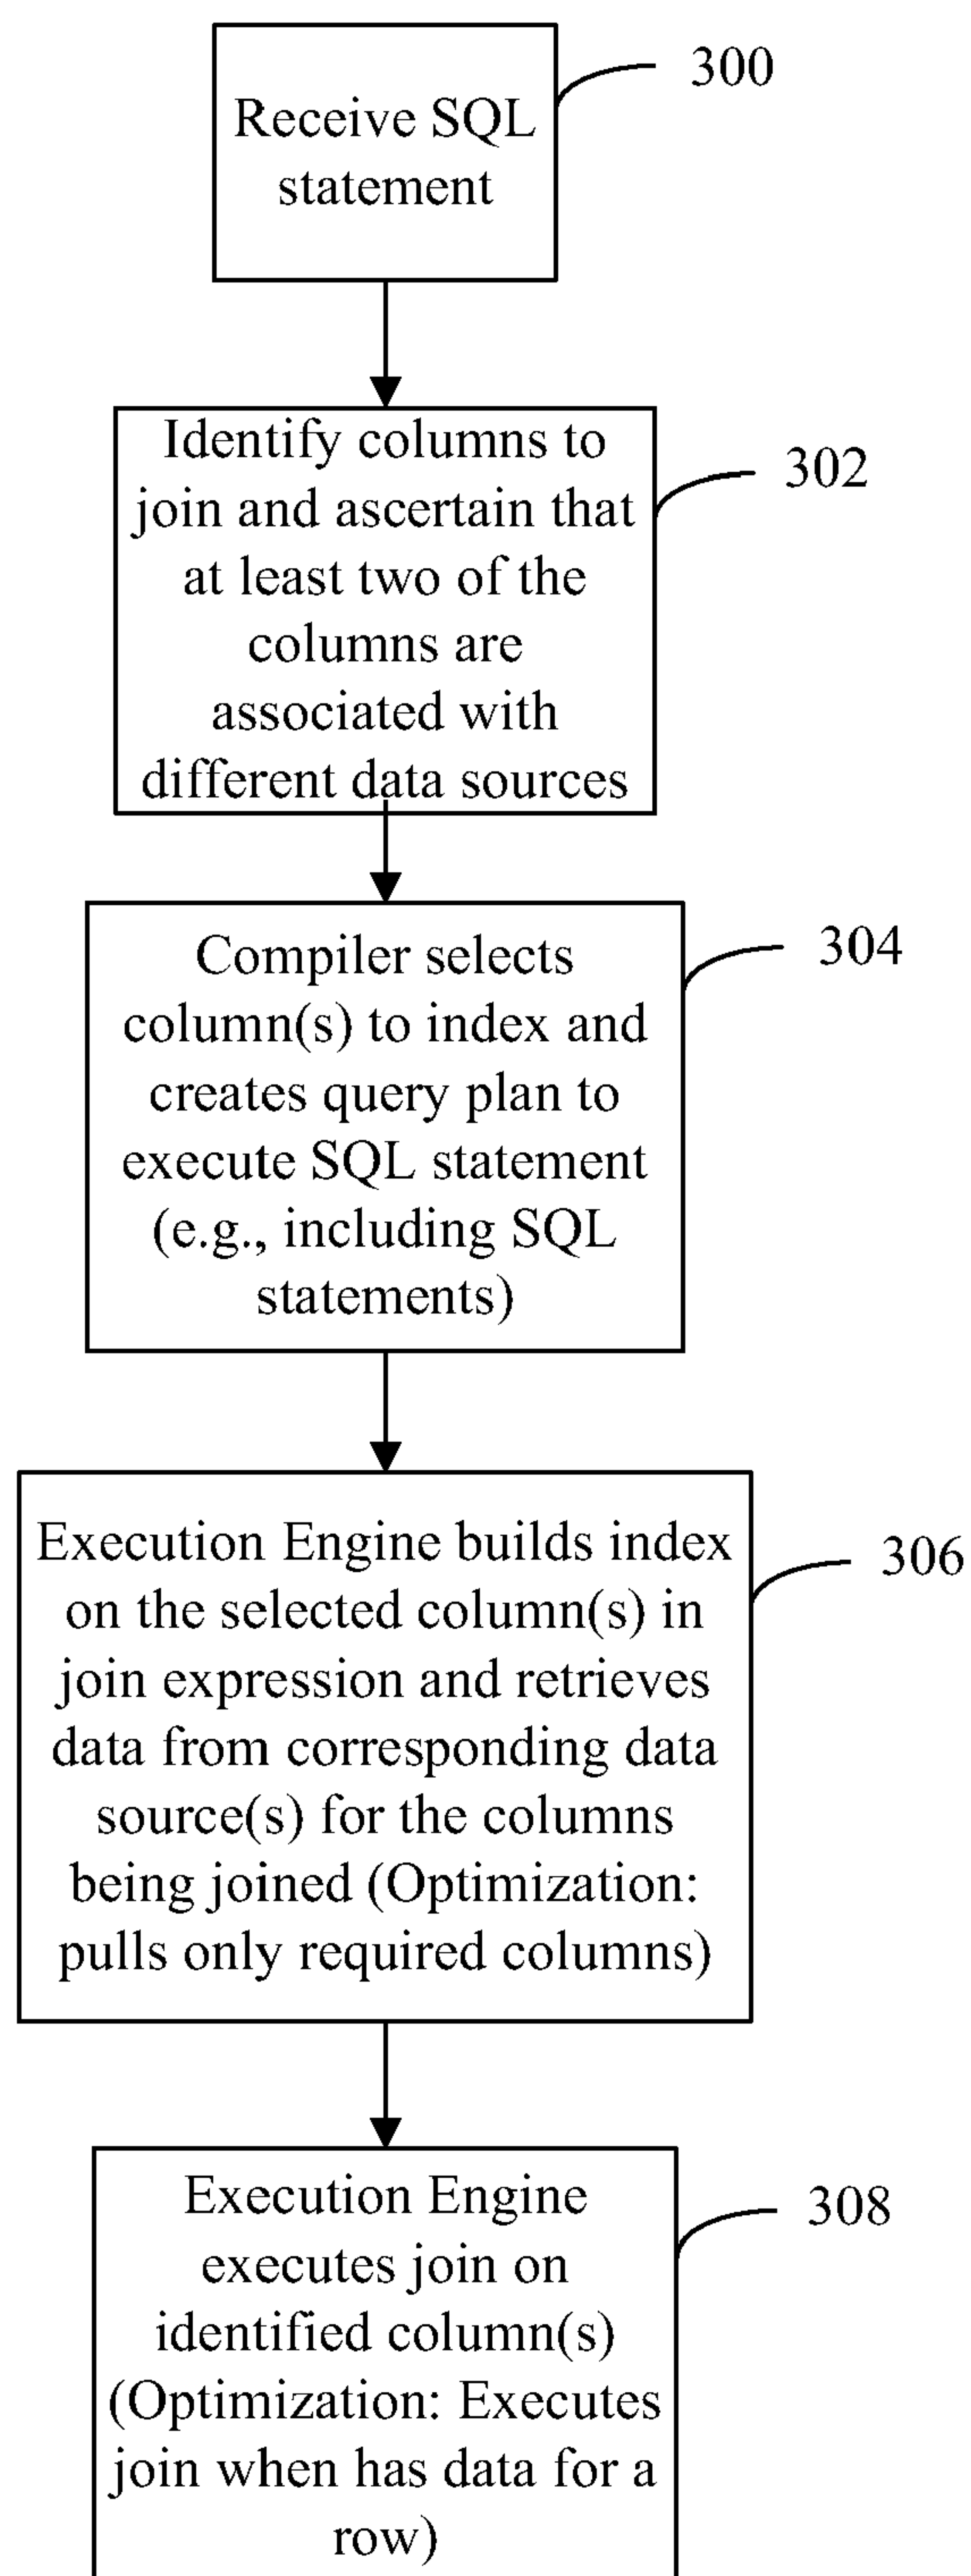 Receive SQL
statement
300
Identify columns to
join and ascertain that
at least two of the
columns are
associated with
different data sources
302
Compiler selects
column(s) to index and
creates query plan to
execute SQL statement
(e.g., including SQL
statements)
304
Execution Engine builds index
on the selected column(s) in
join expression and retrieves
data from corresponding data
source(s) for the columns
being joined (Optimization:
pulls only required columns)
306
Execution Engine
executes join on
identified column(s)
(Optimization: Executes
join when has data for a
row)
308